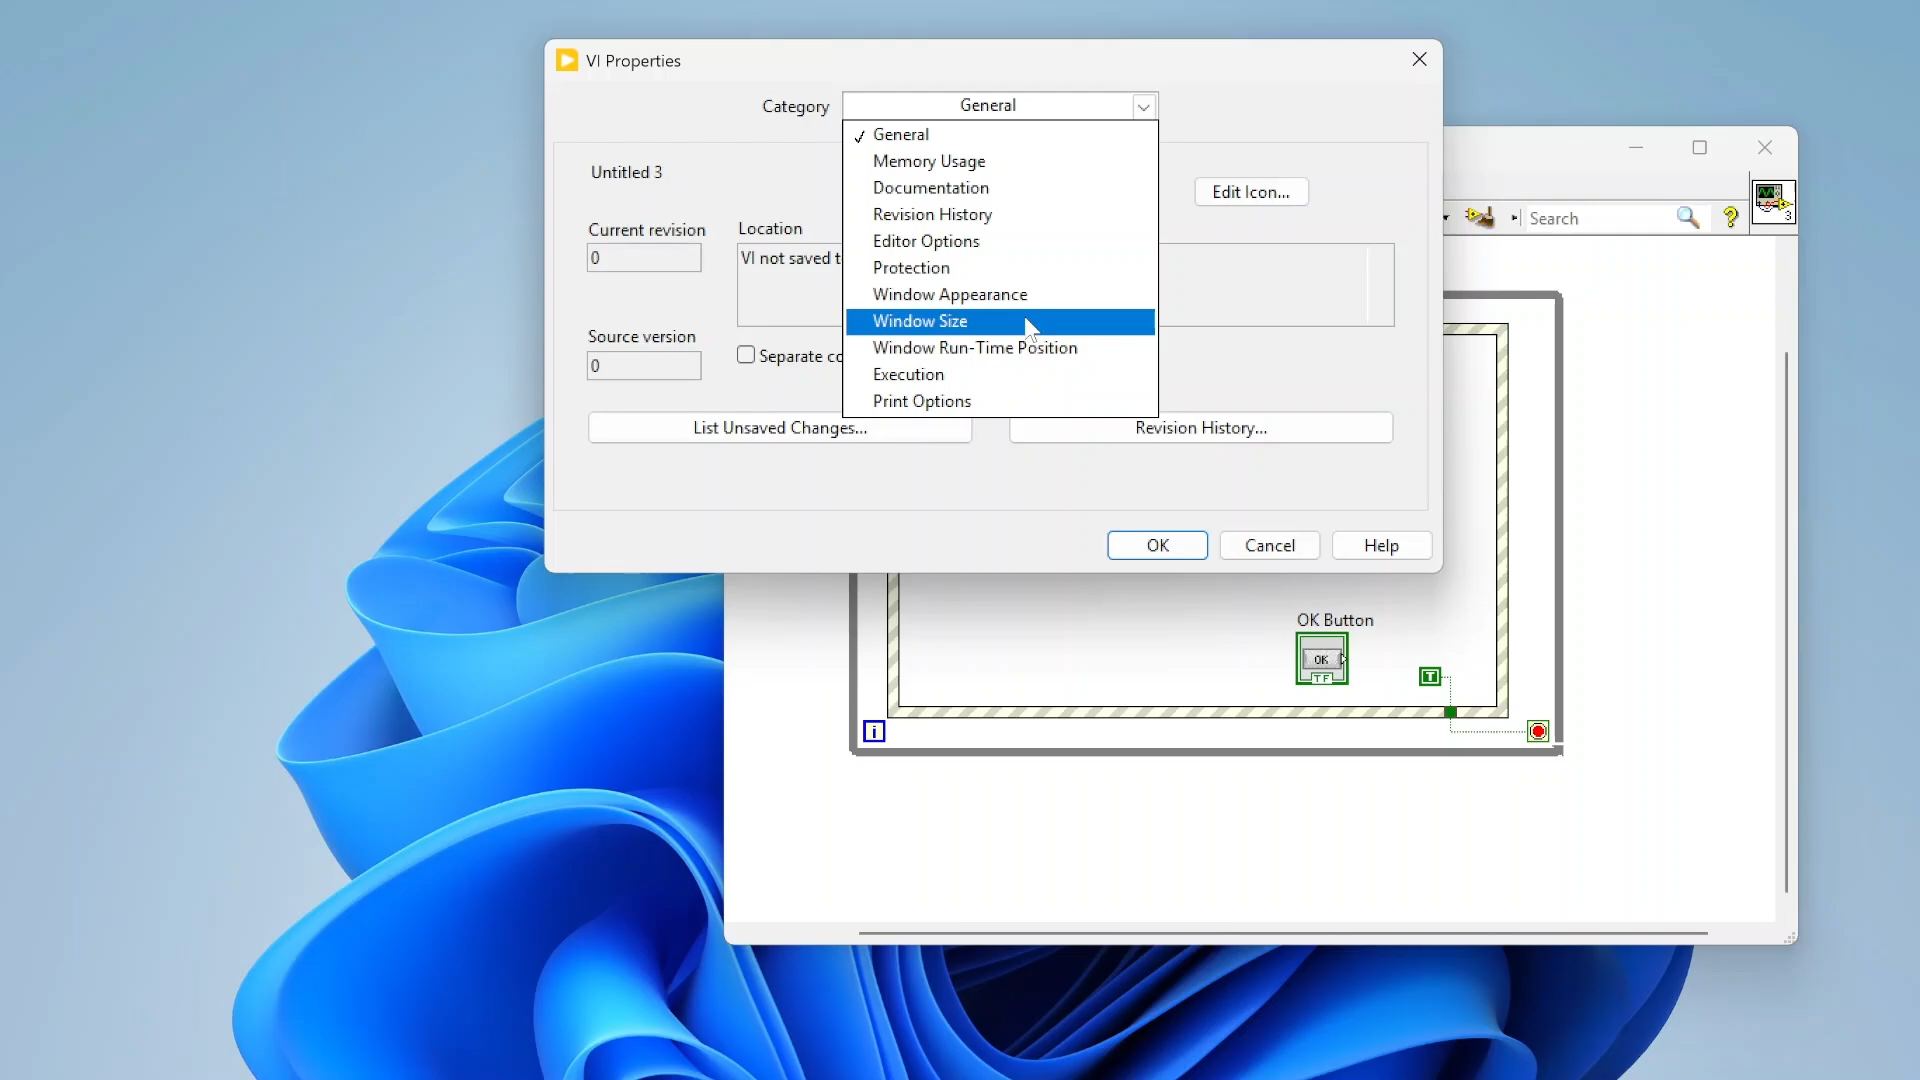 VI Properties
Category
General
General
Memory Usage
Documentation
Revision History
Editor Options
Protection
Window Appearance
Window Size
Window Run-Time Position
Execution
Print Options
Untitled 3
Edit Icon...
Current revision
0
Location
VI not saved t
Source version
0
Separate co
List Unsaved Changes...
Revision History...
OK
Cancel
Help
Search
?
3
OK Button
OK
TF
T
i